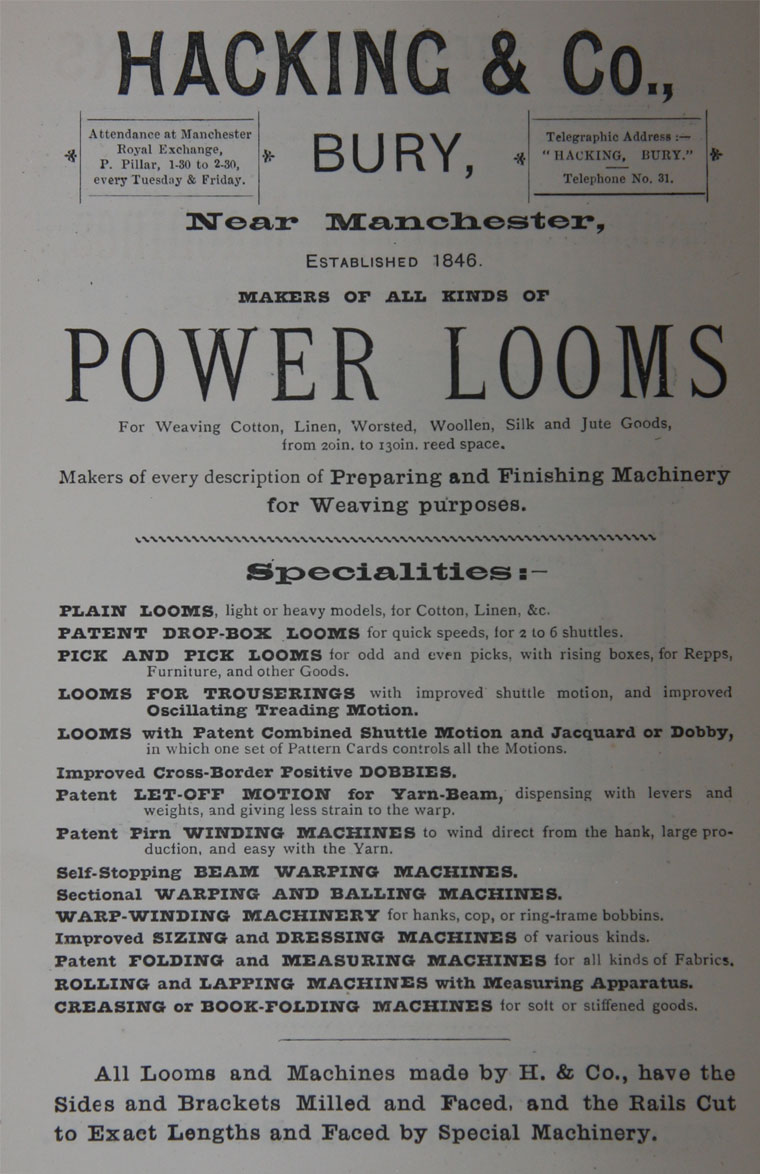 HACKING & Co.,
Attendance at Manchester
Royal Exchange,
P. Pillar, 1-30 to 2-30,
every Tuesday & Friday.
BURY,
Telegraphic Address :—
"HACKING, BURY."
Telephone No. 31.
Near Manchester,
ESTABLISHED 1846.
MAKERS OF ALL KINDS OF
POWER LOOMS
For Weaving Cotton, Linen, Worsted, Woollen, Silk and Jute Goods,
from 20in. to 130in. reed space.
Makers of every description of Preparing and Finishing Machinery
for Weaving purposes.
Specialities:—
PLAIN LOOMS, light or heavy models, for Cotton, Linen, &c.
PATENT DROP-BOX LOOMS for quick speeds, for 2 to 6 shuttles.
PICK AND PICK LOOMS for odd and even picks, with rising boxes, for Repps,
Furniture, and other Goods.
LOOMS FOR TROUSERINGS with improved shuttle motion, and improved
Oscillating Treading Motion.
LOOMS with Patent Combined Shuttle Motion and Jacquard or Dobby,
in which one set of Pattern Cards controls all the Motions.
Improved Cross-Border Positive DOBBIES.
Patent LET-OFF MOTION for Yarn-Beam, dispensing with levers and
weights, and giving less strain to the warp.
Patent Pirn WINDING MACHINES to wind direct from the hank, large pro-
duction, and easy with the Yarn.
Self-Stopping BEAM WARPING MACHINES.
Sectional WARPING AND BALLING MACHINES.
WARP-WINDING MACHINERY for hanks, cop, or ring-frame bobbins.
Improved SIZING and DRESSING MACHINES of various kinds.
Patent FOLDING and MEASURING MACHINES for all kinds of Fabrics.
ROLLING and LAPPING MACHINES with Measuring Apparatus.
CREASING or BOOK-FOLDING MACHINES for soft or stiffened goods.
All Looms and Machines made by H. & Co., have the
Sides and Brackets Milled and Faced, and the Rails Cut
to Exact Lengths and Faced by Special Machinery.